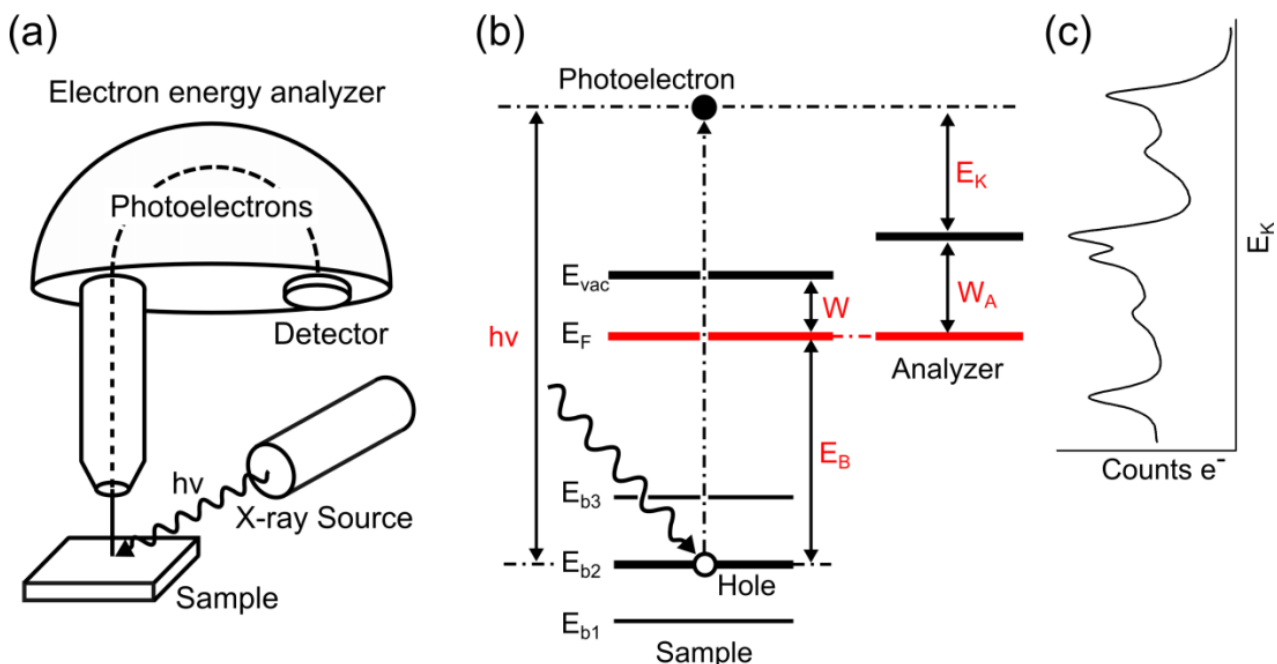 (a)
Electron energy analyzer
Photoelectrons
Detector
hν
X-ray Source
Sample
(b)
Photoelectron
hν
E_K
E_vac
W
W_A
E_F
Analyzer
E_B
E_b3
E_b2
Hole
E_b1
Sample
(c)
E_K
Counts e⁻